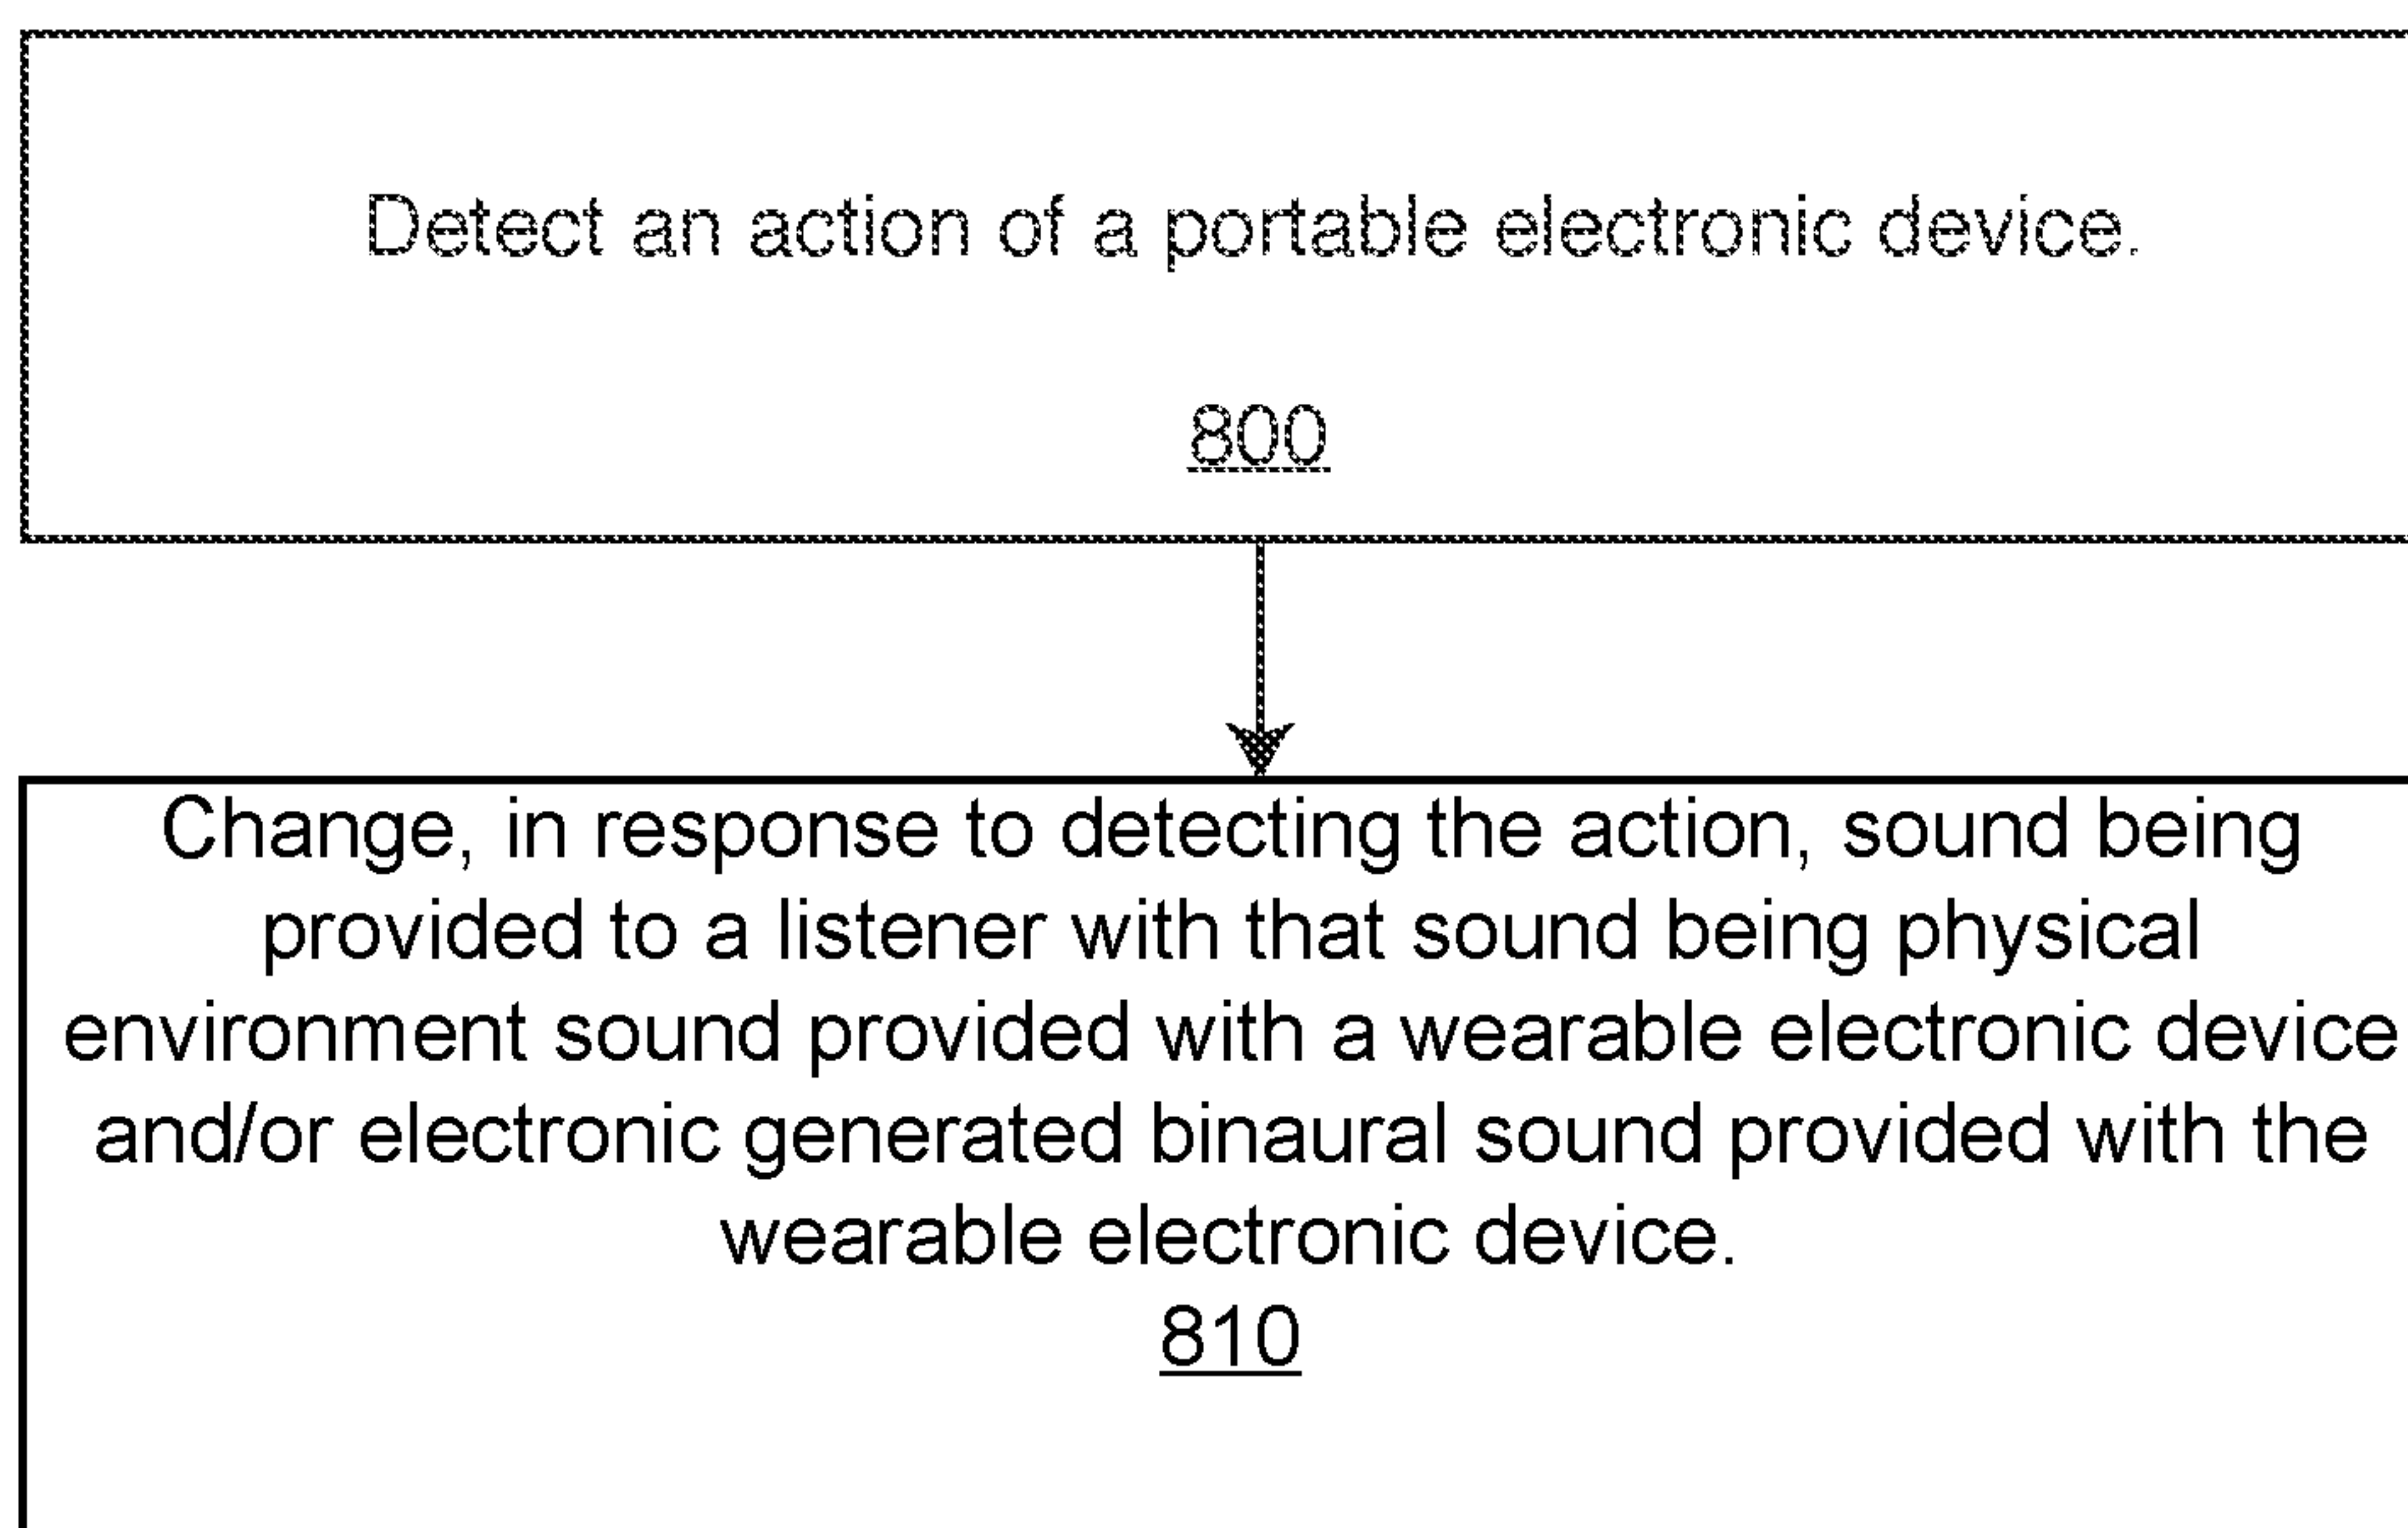 Detect an action of a portable electronic device.
800
Change, in response to detecting the action, sound being
provided to a listener with that sound being physical
environment sound provided with a wearable electronic device
and/or electronic generated binaural sound provided with the
wearable electronic device.
810